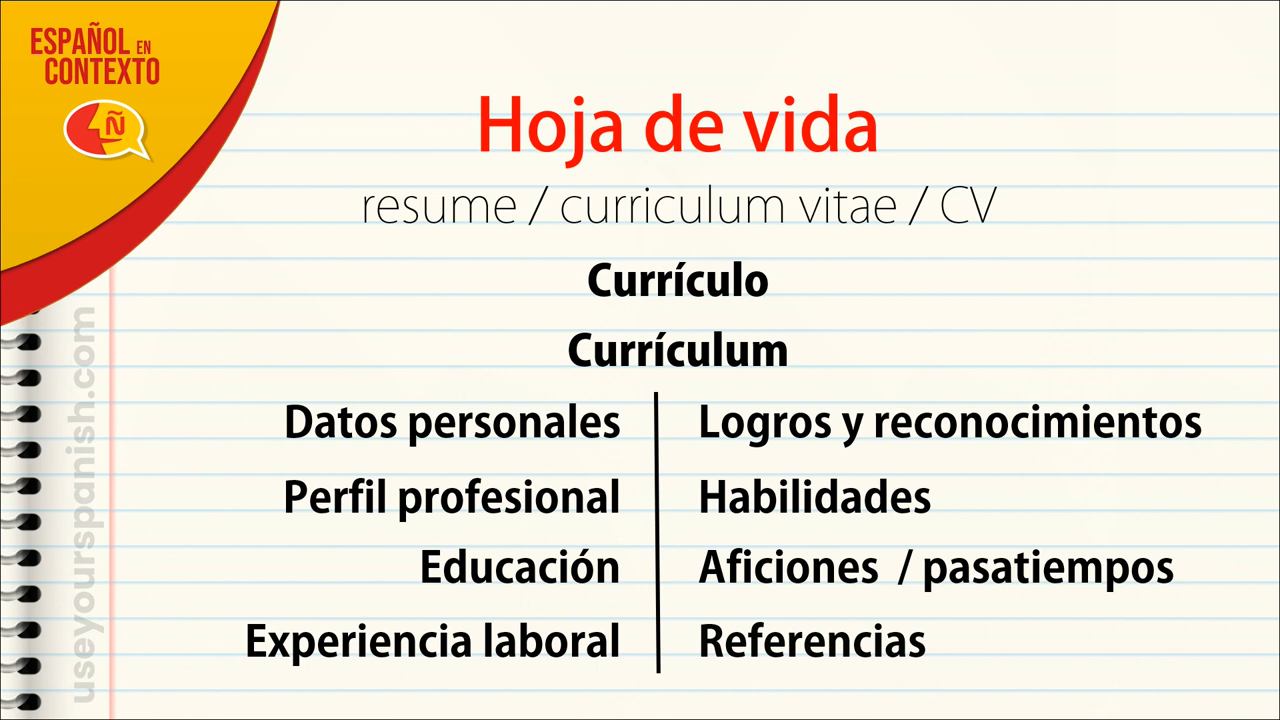 ESPAÑOL EN
CONTEXTO
Ñ
Hoja de vida
resume / curriculum vitae / CV
Currículo
Currículum
Datos personales
Perfil profesional
Educación
Experiencia laboral
Logros y reconocimientos
Habilidades
Aficiones / pasatiempos
Referencias
useyourspanish.com